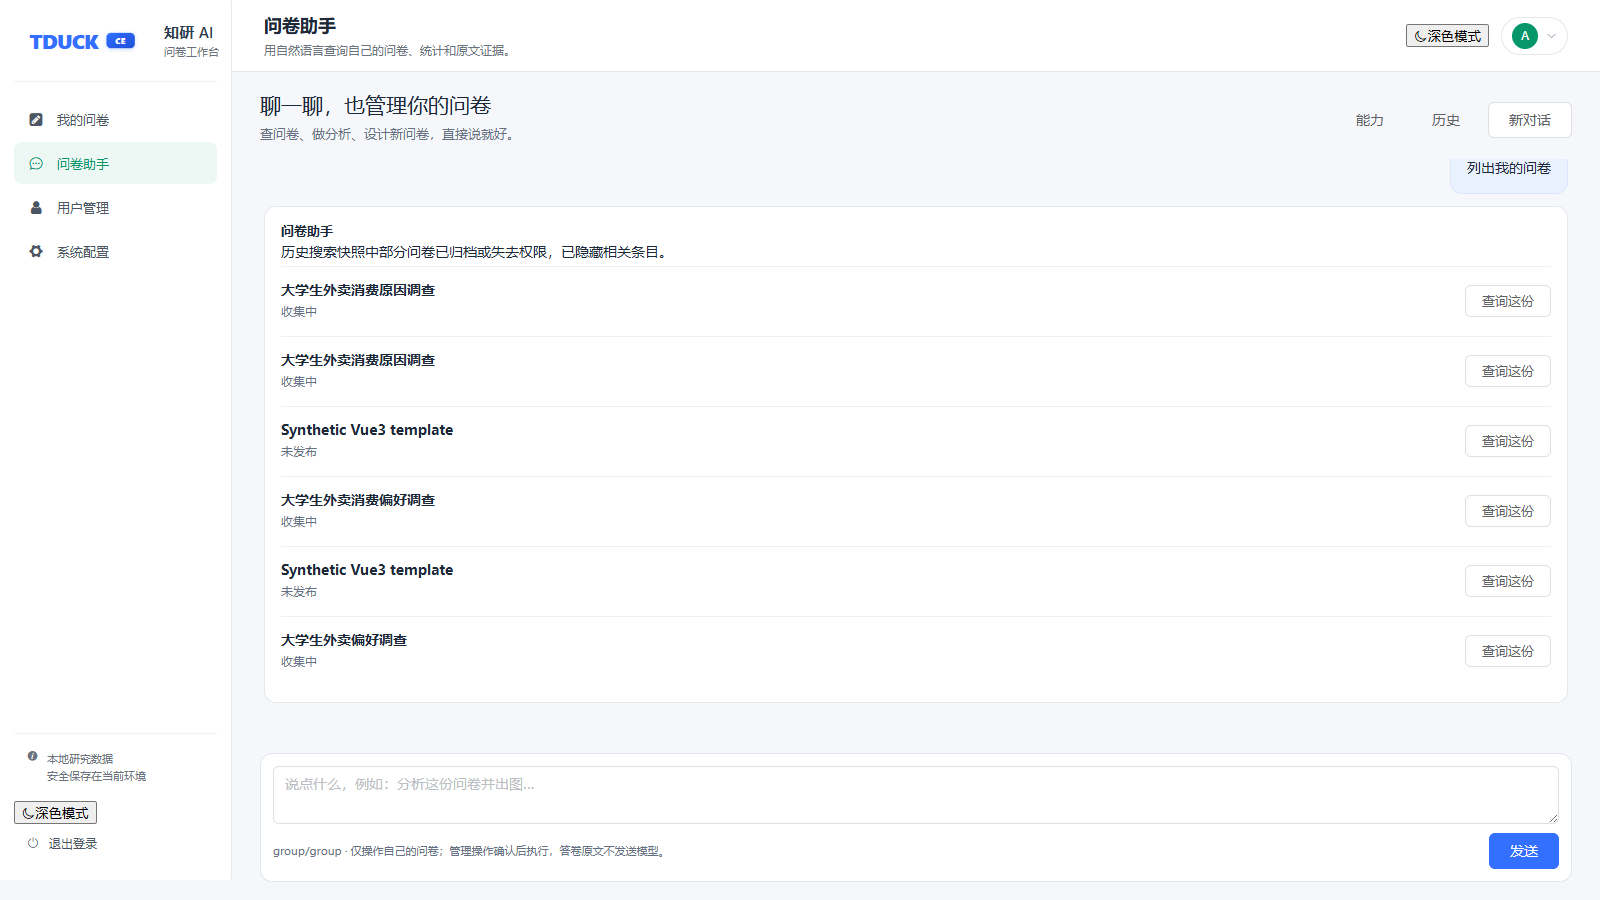 TDUCK CE
知研 AI
问卷工作台
我的问卷
问卷助手
用户管理
系统配置
本地研究数据
安全保存在当前环境
深色模式
退出登录
问卷助手
用自然语言查询自己的问卷、统计和原文证据。
深色模式
A
聊一聊，也管理你的问卷
查问卷、做分析、设计新问卷，直接说就好。
能力
历史
新对话
列出我的问卷
问卷助手
历史搜索快照中部分问卷已归档或失去权限，已隐藏相关条目。
大学生外卖消费原因调查
收集中
查询这份
大学生外卖消费原因调查
收集中
查询这份
Synthetic Vue3 template
未发布
查询这份
大学生外卖消费偏好调查
收集中
查询这份
Synthetic Vue3 template
未发布
查询这份
大学生外卖偏好调查
收集中
查询这份
说点什么，例如：分析这份问卷并出图...
group/group · 仅操作自己的问卷；管理操作确认后执行，答卷原文不发送模型。
发送